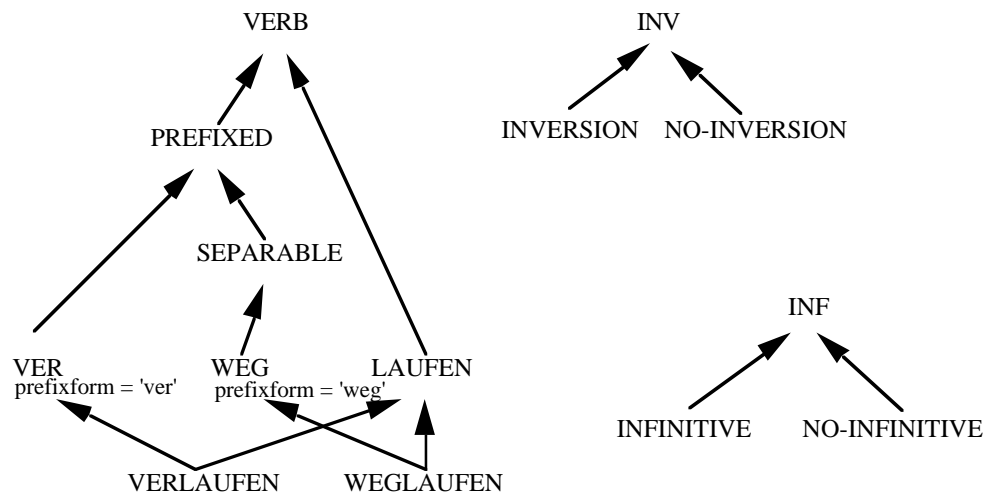 VERB
INV
PREFIXED
INVERSION NO-INVERSION
SEPARABLE
INF
VER WEG LAUFEN
prefixform = 'ver' prefixform = 'weg'
INFINITIVE NO-INFINITIVE
VERLAUFEN WEGLAUFEN